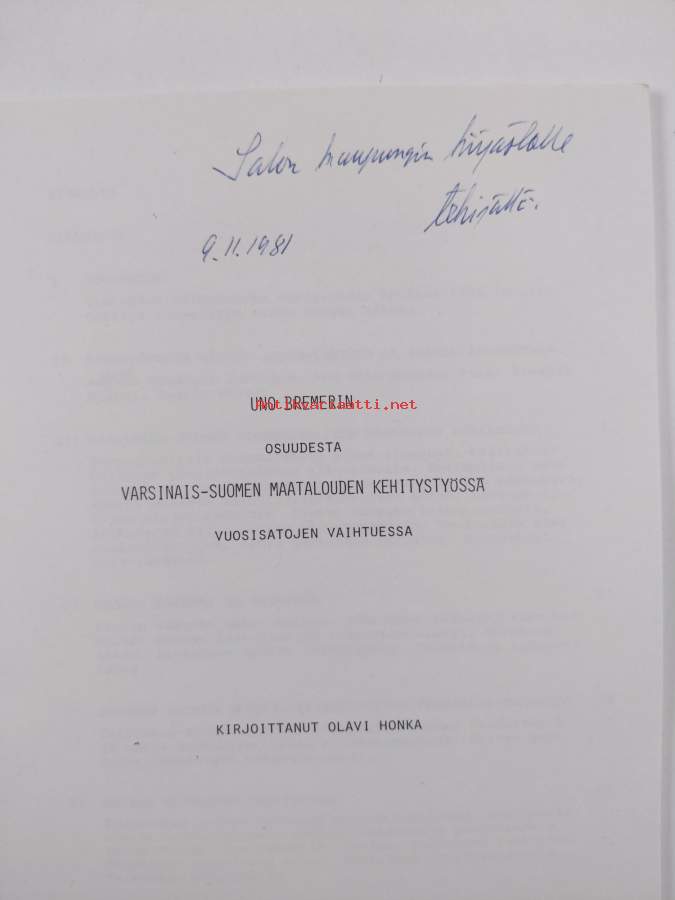 Salon kaupungin kirjastolle
tekijältä.
9.11.1981
UNO BREMERIN
antikvariaatti.net
OSUUDESTA
VARSINAIS-SUOMEN MAATALOUDEN KEHITYSTYÖSSÄ
VUOSISATOJEN VAIHTUESSA
KIRJOITTANUT OLAVI HONKA